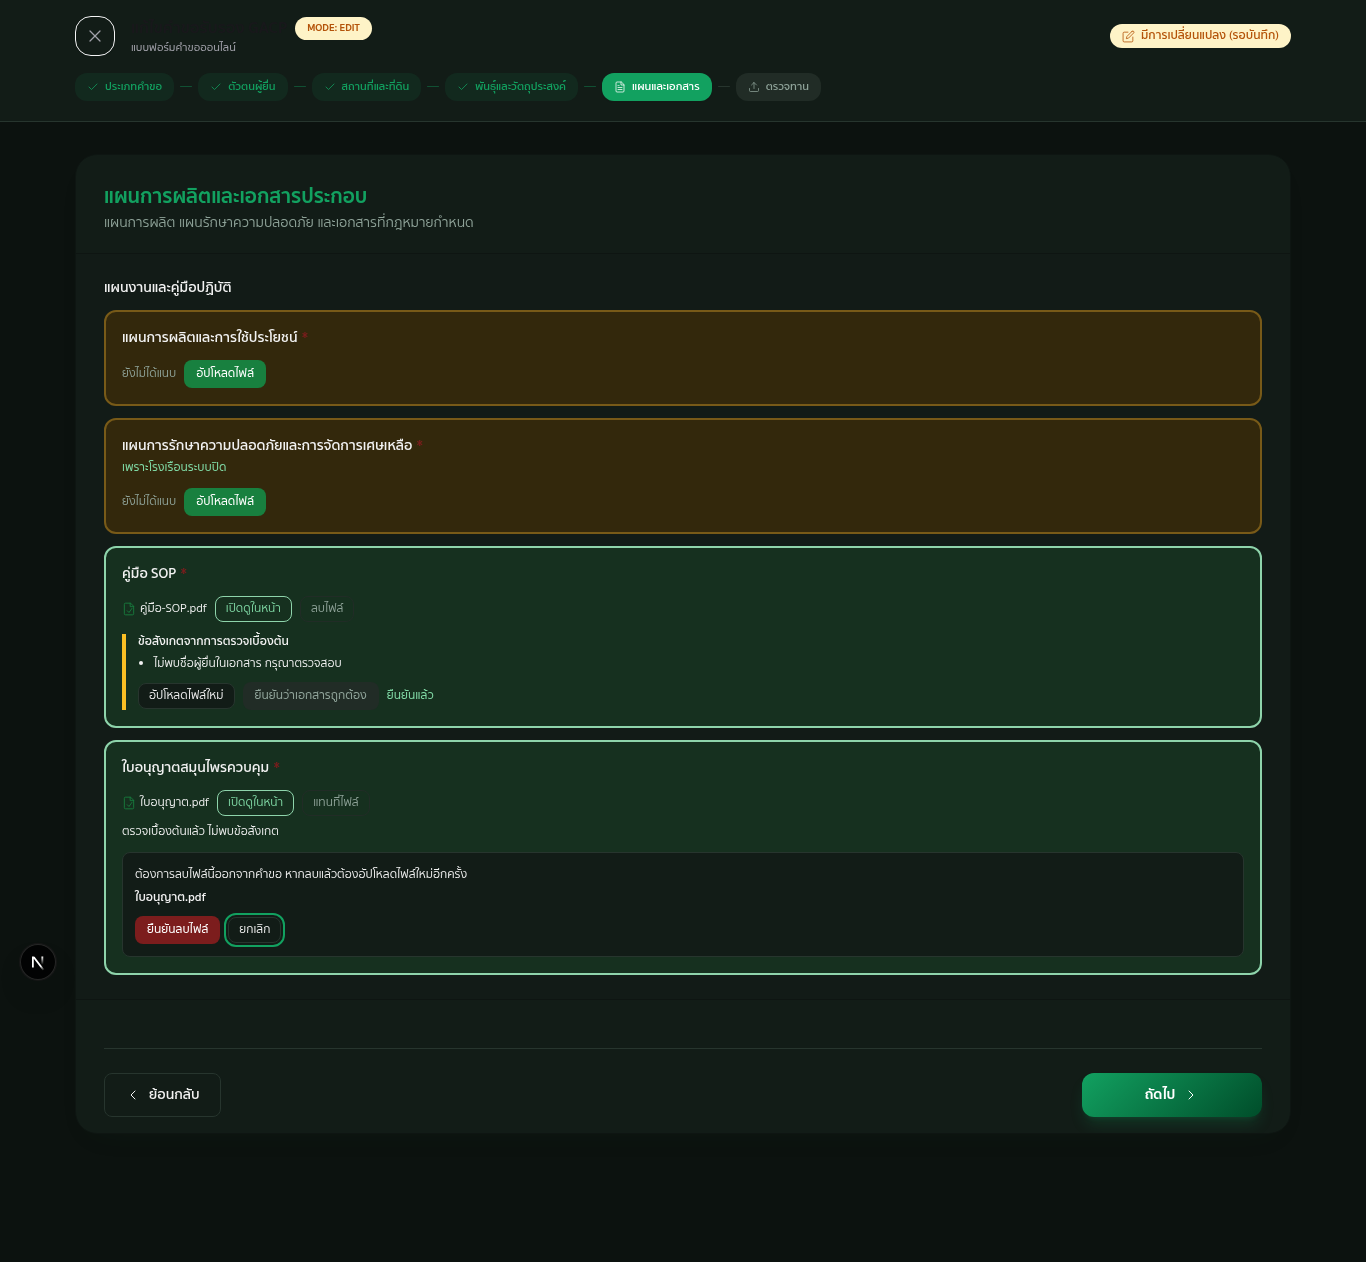 MODE: EDIT
แบบฟอร์มคำขอออนไลน์
มีการเปลี่ยนแปลง (รอบันทึก)
ประเภทคำขอ
ตัวตนผู้ยื่น
สถานที่และที่ดิน
พันธุ์และวัตถุประสงค์
แผนและเอกสาร
ตรวจทาน
แผนการผลิตและเอกสารประกอบ
แผนการผลิต แผนรักษาความปลอดภัย และเอกสารที่กฎหมายกำหนด
แผนงานและคู่มือปฏิบัติ
แผนการผลิตและการใช้ประโยชน์ *
ยังไม่ได้แนบ อัปโหลดไฟล์
แผนการรักษาความปลอดภัยและการจัดการเศษเหลือ *
เพราะโรงเรือนระบบปิด
ยังไม่ได้แนบ อัปโหลดไฟล์
คู่มือ SOP *
คู่มือ-SOP.pdf เปิดดูในหน้า ลบไฟล์
ข้อสังเกตจากการตรวจเบื้องต้น
• ไม่พบชื่อผู้ยื่นในเอกสาร กรุณาตรวจสอบ
อัปโหลดไฟล์ใหม่ ยืนยันว่าเอกสารถูกต้อง ยืนยันแล้ว
ใบอนุญาตสมุนไพรควบคุม *
ใบอนุญาต.pdf เปิดดูในหน้า แทนที่ไฟล์
ตรวจเบื้องต้นแล้ว ไม่พบข้อสังเกต
ต้องการลบไฟล์นี้ออกจากคำขอ หากลบแล้วต้องอัปโหลดไฟล์ใหม่อีกครั้ง
ใบอนุญาต.pdf
ยืนยันลบไฟล์ ยกเลิก
N
ย้อนกลับ
ถัดไป